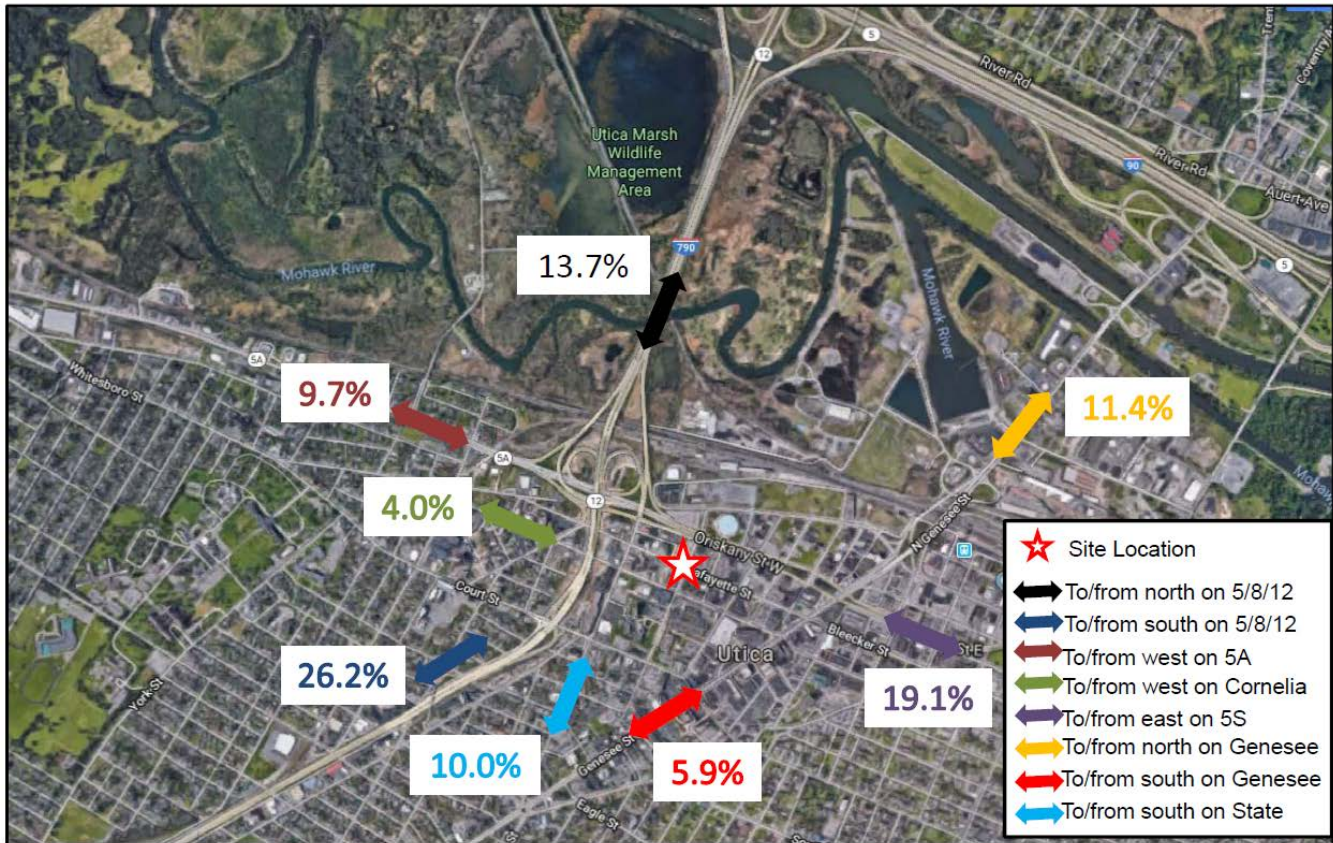 12
5
River Rd
Trent
Coventry A
Utica Marsh
Wildlife
Management
Area
90
River Rd
Auert Ave
790
5
13.7%
Mohawk River
Mohawk River
5A
Whitesboro St
9.7%
11.4%
5A
4.0%
12
N Genesee St
Oriskany St W
Lafayette St
Court St
Bleecker St
St E
Utica
26.2%
19.1%
York St
10.0%
Genesee St
5.9%
Eagle St
Site Location
To/from north on 5/8/12
To/from south on 5/8/12
To/from west on 5A
To/from west on Cornelia
To/from east on 5S
To/from north on Genesee
To/from south on Genesee
To/from south on State